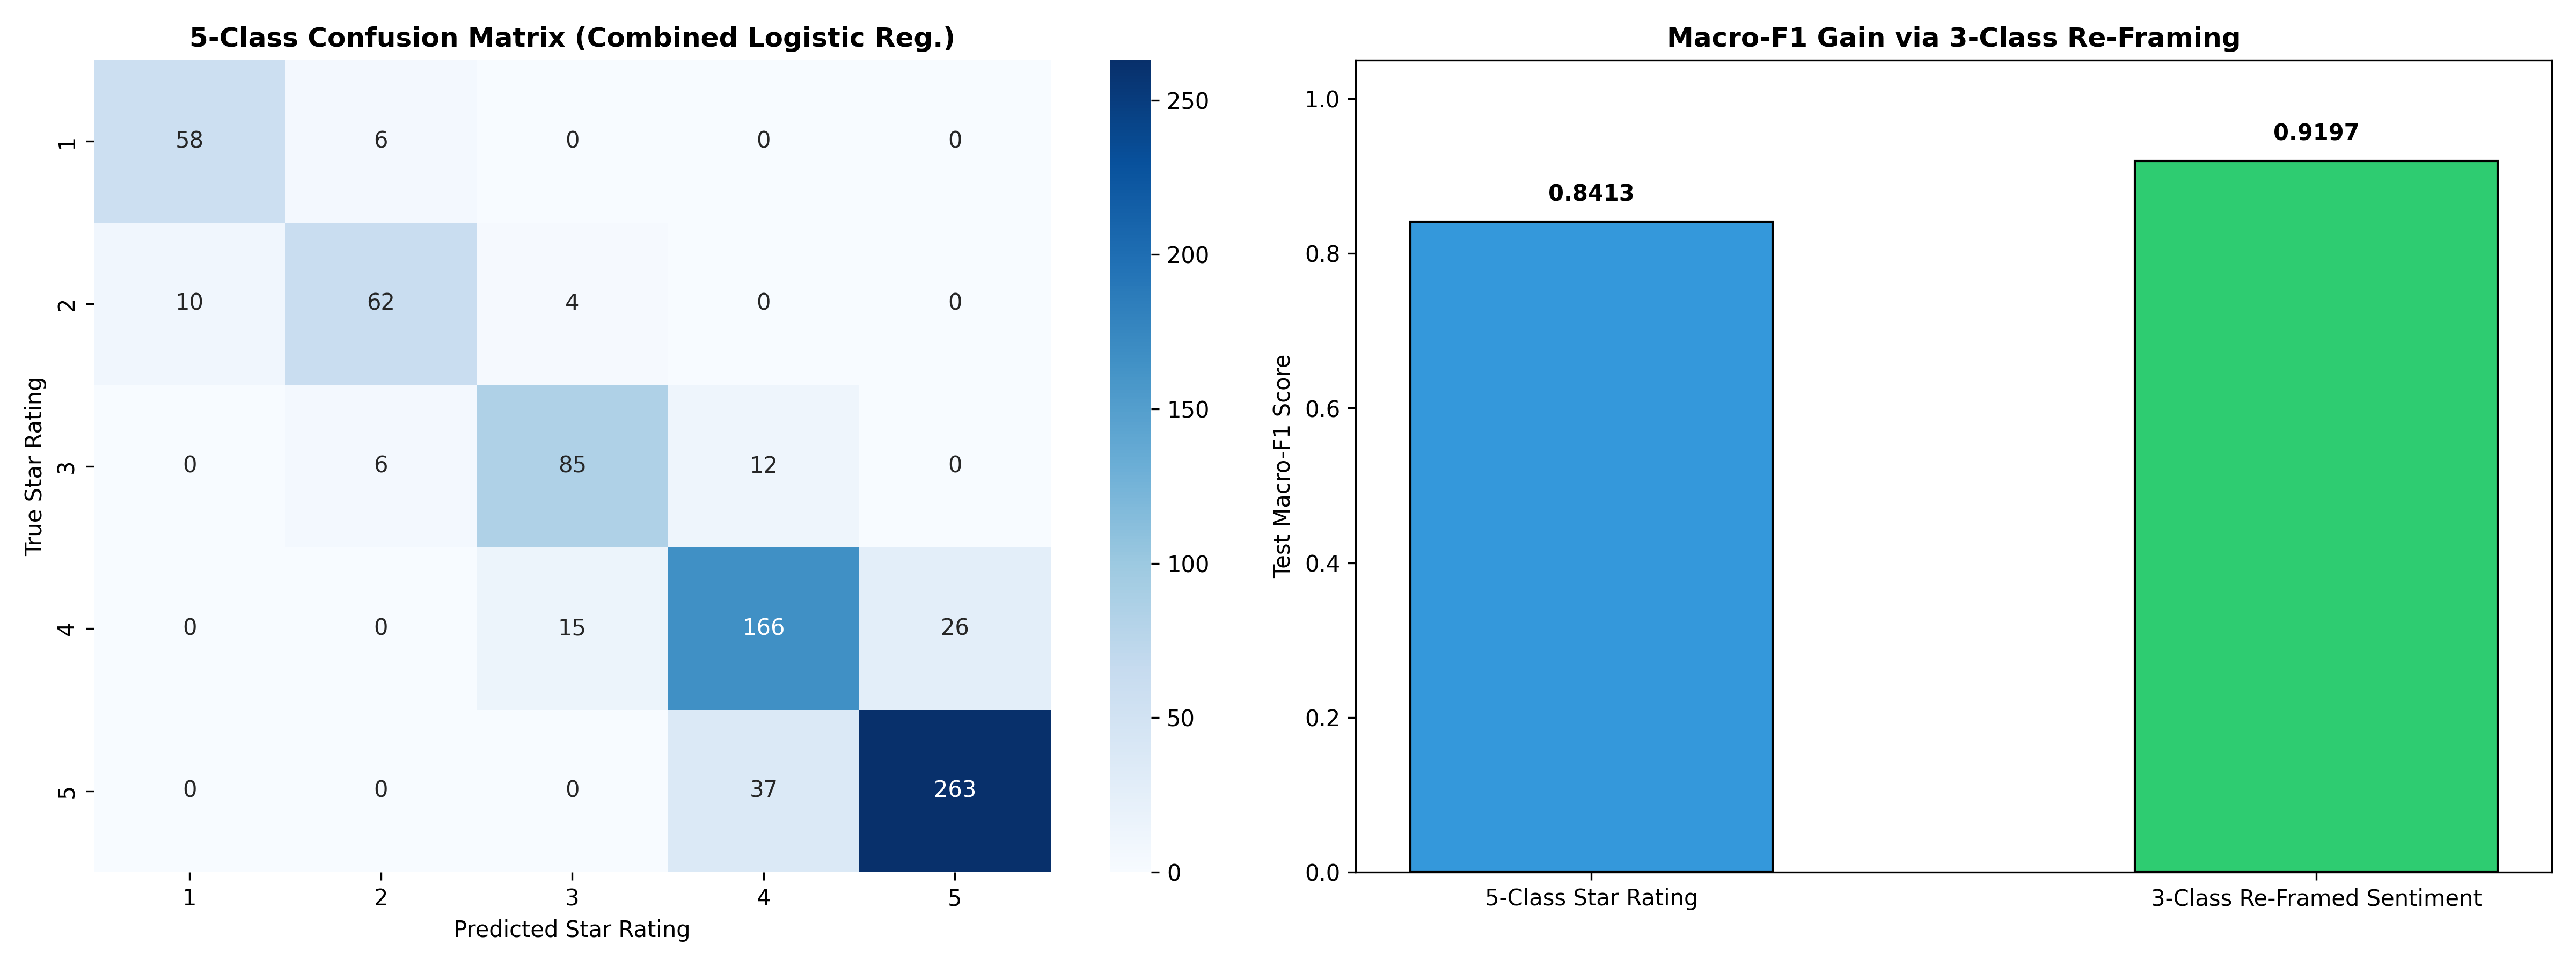 5-Class Confusion Matrix (Combined Logistic Reg.)
True Star Rating
1 58 6 0 0 0
2 10 62 4 0 0
3 0 6 85 12 0
4 0 0 15 166 26
5 0 0 0 37 263
1 2 3 4 5
Predicted Star Rating
250
200
150
100
50
0
Macro-F1 Gain via 3-Class Re-Framing
Test Macro-F1 Score
1.0
0.8
0.6
0.4
0.2
0.0
0.8413
0.9197
5-Class Star Rating
3-Class Re-Framed Sentiment